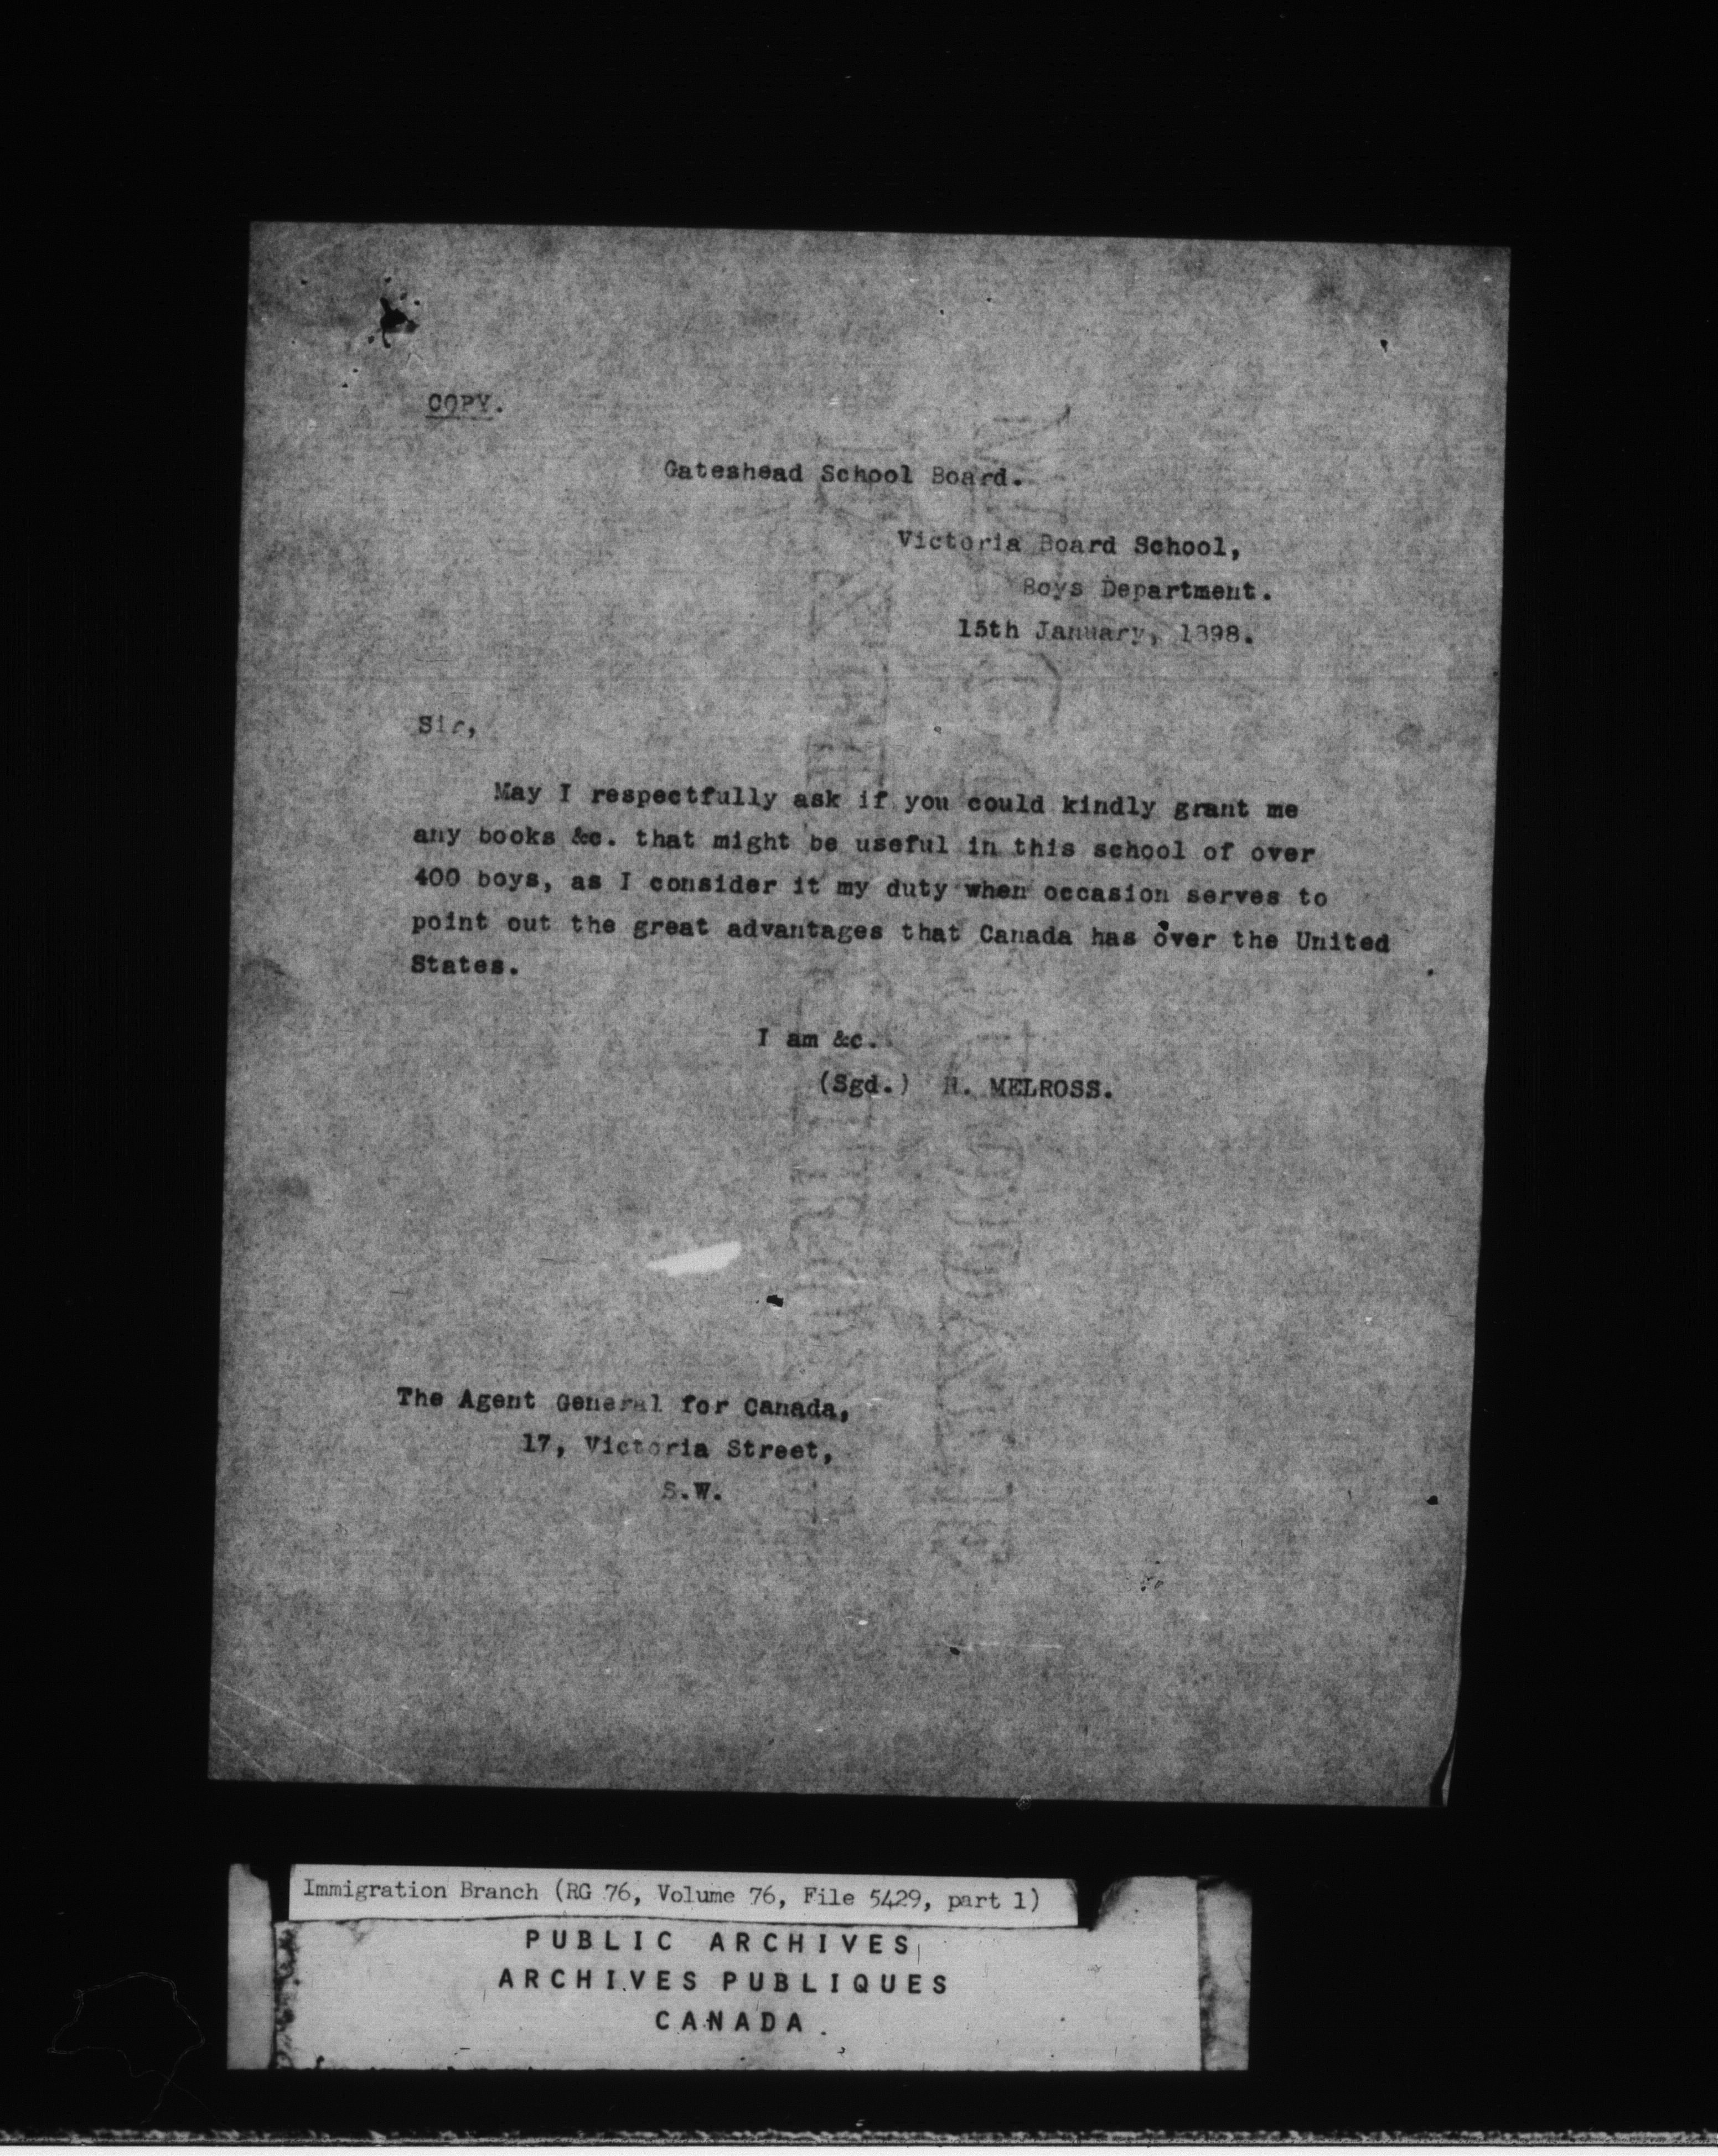 COPY.
Gateshead School Board.
Victoria Board School,
Boys Department.
15th January, 1898.
Sir,
May I respectfully ask if you could kindly grant me
any books &c. that might be useful in this school of over
400 boys, as I consider it my duty when occasion serves to
point out the great advantages that Canada has over the United
States.
I am &c.
(Sgd.) R. MELROSS.
The Agent General for Canada,
17, Victoria Street,
S.W.
Immigration Branch (RG 76, Volume 76, File 5429, part 1)
PUBLIC ARCHIVES
ARCHIVES PUBLIQUES
CANADA